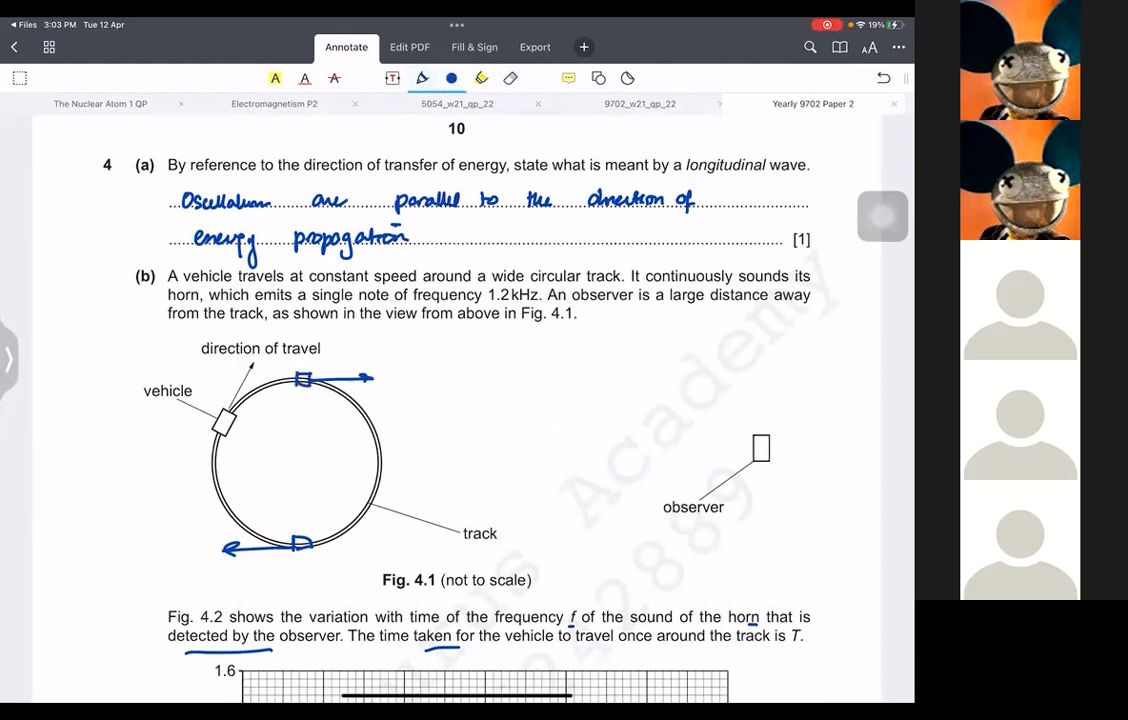 Files 3:03 PM Tue 12 Apr
19%
Annotate Edit PDF Fill & Sign Export
AA
A A A T
The Nuclear Atom 1 QP × Electromagnetism P2 × 5054_w21_qp_22 × 9702_w21_qp_22 × Yearly 9702 Paper 2 ×
10
4 (a) By reference to the direction of transfer of energy, state what is meant by a longitudinal wave.
Oscillation are parallel to the direction of
energy propogation [1]
(b) A vehicle travels at constant speed around a wide circular track. It continuously sounds its
horn, which emits a single note of frequency 1.2 kHz. An observer is a large distance away
from the track, as shown in the view from above in Fig. 4.1.
direction of travel
vehicle
observer
track
Fig. 4.1 (not to scale)
Fig. 4.2 shows the variation with time of the frequency f of the sound of the horn that is
detected by the observer. The time taken for the vehicle to travel once around the track is T.
1.6
Academy